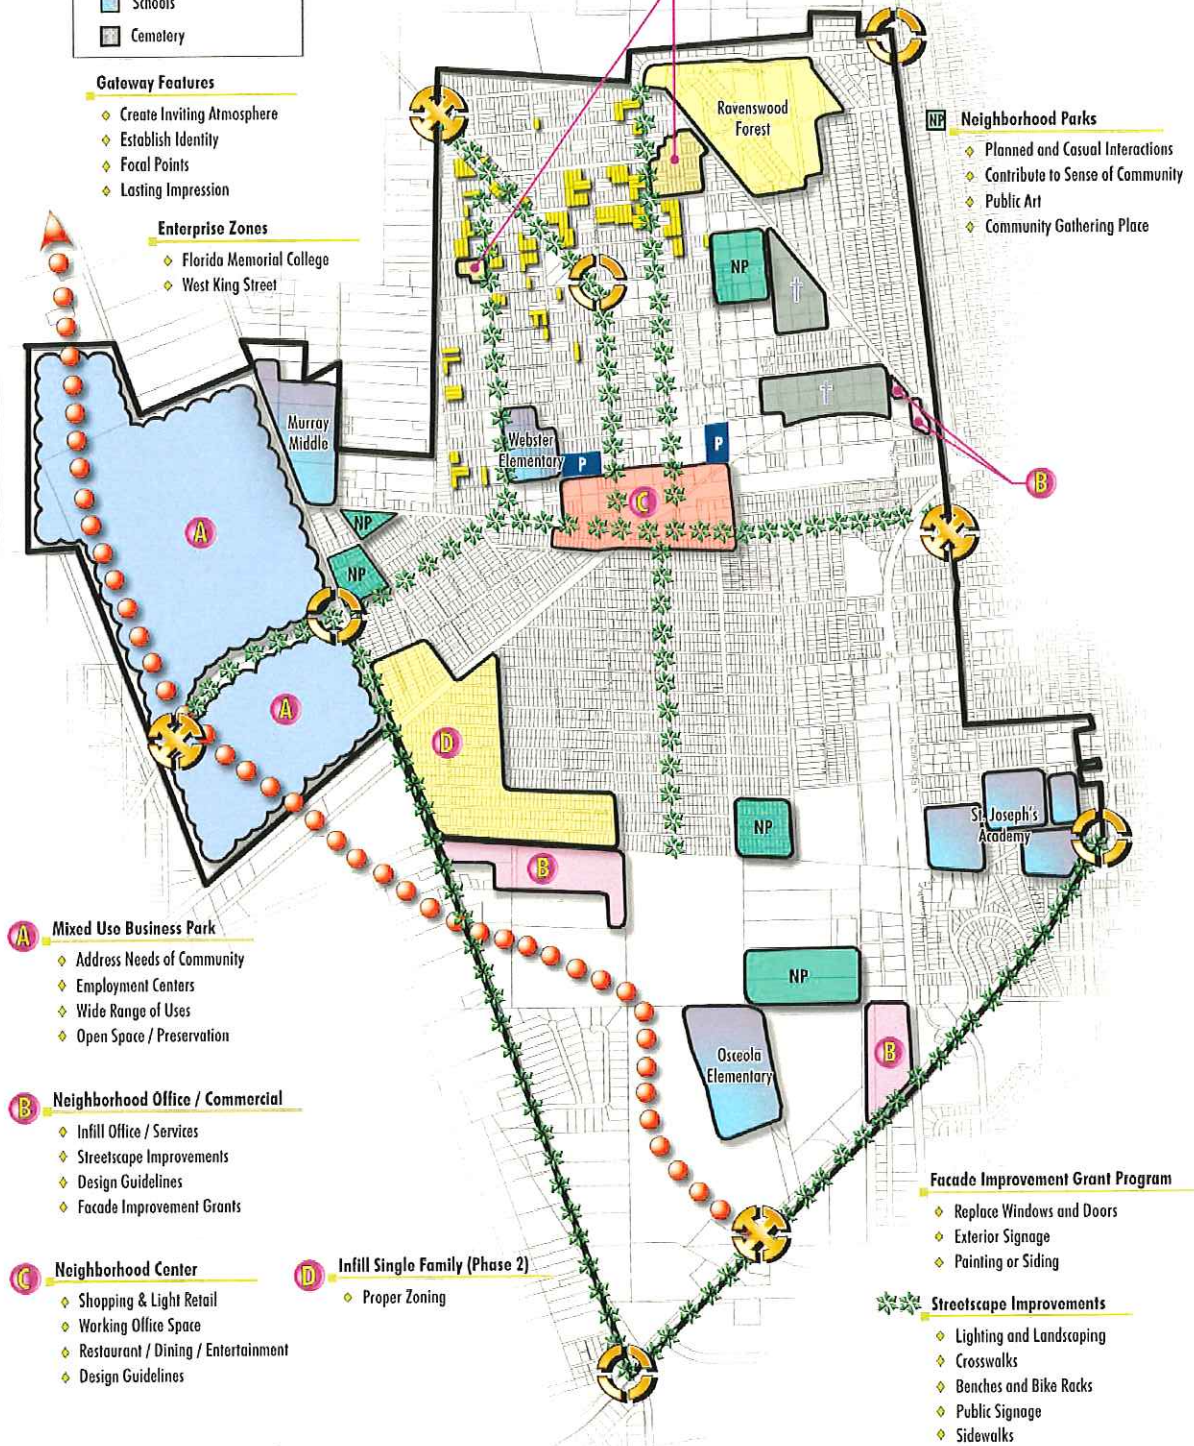 Schools
Cemetery
Gateway Features
Create Inviting Atmosphere
Establish Identity
Focal Points
Lasting Impression
Enterprise Zones
Florida Memorial College
West King Street
Ravenswood
Forest
NP Neighborhood Parks
Planned and Casual Interactions
Contribute to Sense of Community
Public Art
Community Gathering Place
NP
Murray
Middle
Webster
Elementary
P
P
C
B
A
NP
NP
A
D
NP
St. Joseph's
Academy
B
NP
Osceola
Elementary
B
A Mixed Use Business Park
Address Needs of Community
Employment Centers
Wide Range of Uses
Open Space / Preservation
B Neighborhood Office / Commercial
Infill Office / Services
Streetscape Improvements
Design Guidelines
Facade Improvement Grants
C Neighborhood Center
Shopping & Light Retail
Working Office Space
Restaurant / Dining / Entertainment
Design Guidelines
D Infill Single Family (Phase 2)
Proper Zoning
Facade Improvement Grant Program
Replace Windows and Doors
Exterior Signage
Painting or Siding
Streetscape Improvements
Lighting and Landscaping
Crosswalks
Benches and Bike Racks
Public Signage
Sidewalks